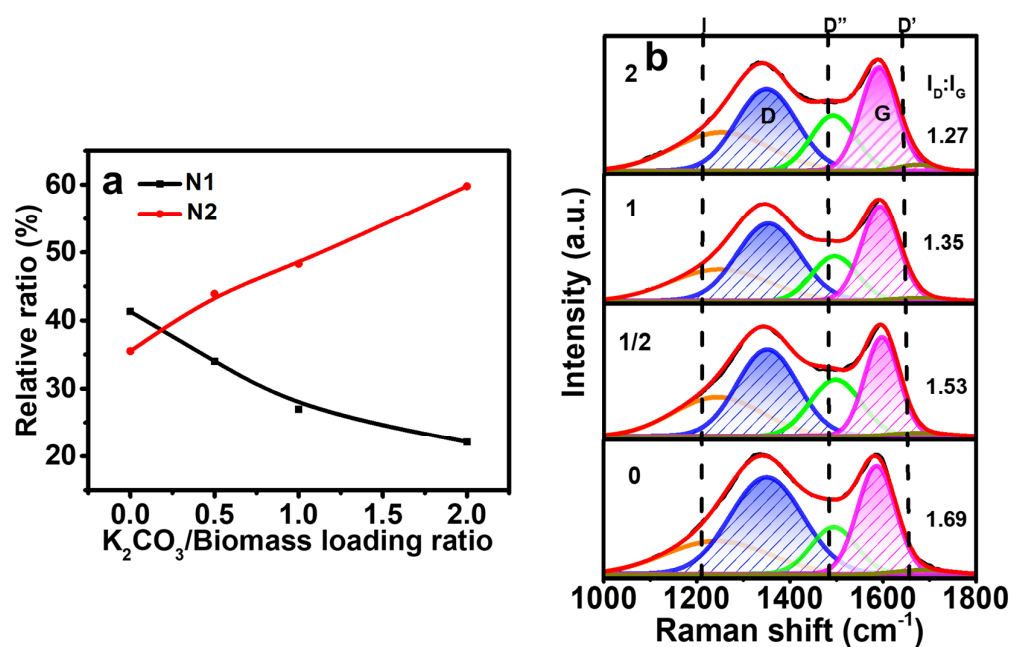 a
N1
N2
60
50
40
30
20
Relative ratio (%)
0.0 0.5 1.0 1.5 2.0
K₂CO₃/Biomass loading ratio
I D” D’
b
2
D
G
I_D:I_G
1.27
1
1.35
1/2
1.53
0
1.69
Intensity (a.u.)
1000 1200 1400 1600 1800
Raman shift (cm⁻¹)